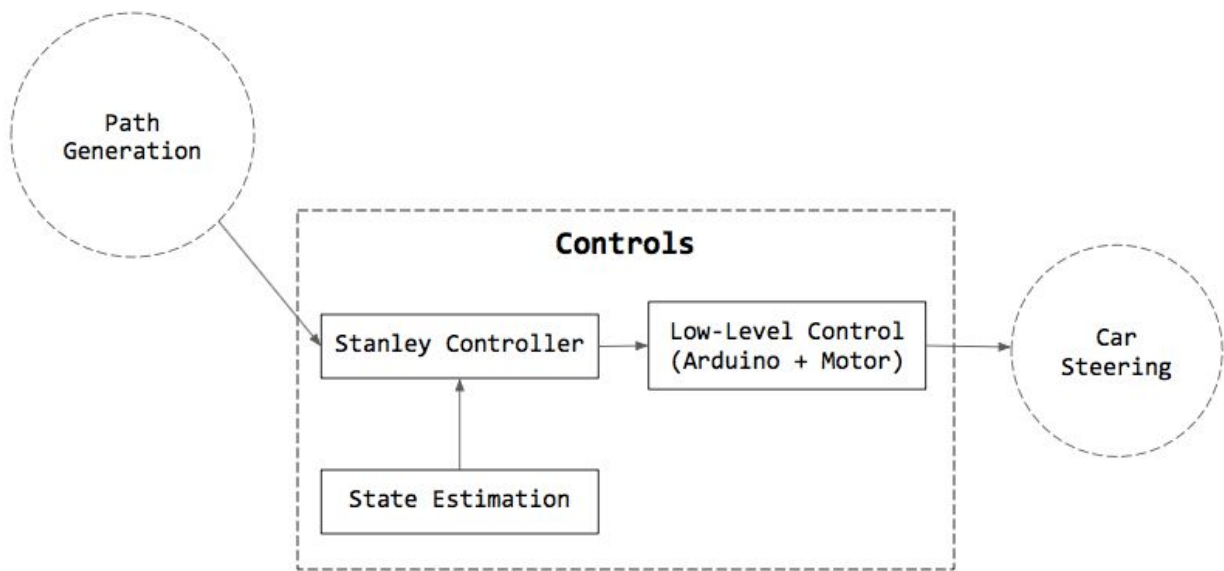 Path
Generation
Controls
Stanley Controller
Low-Level Control
(Arduino + Motor)
Car
Steering
State Estimation